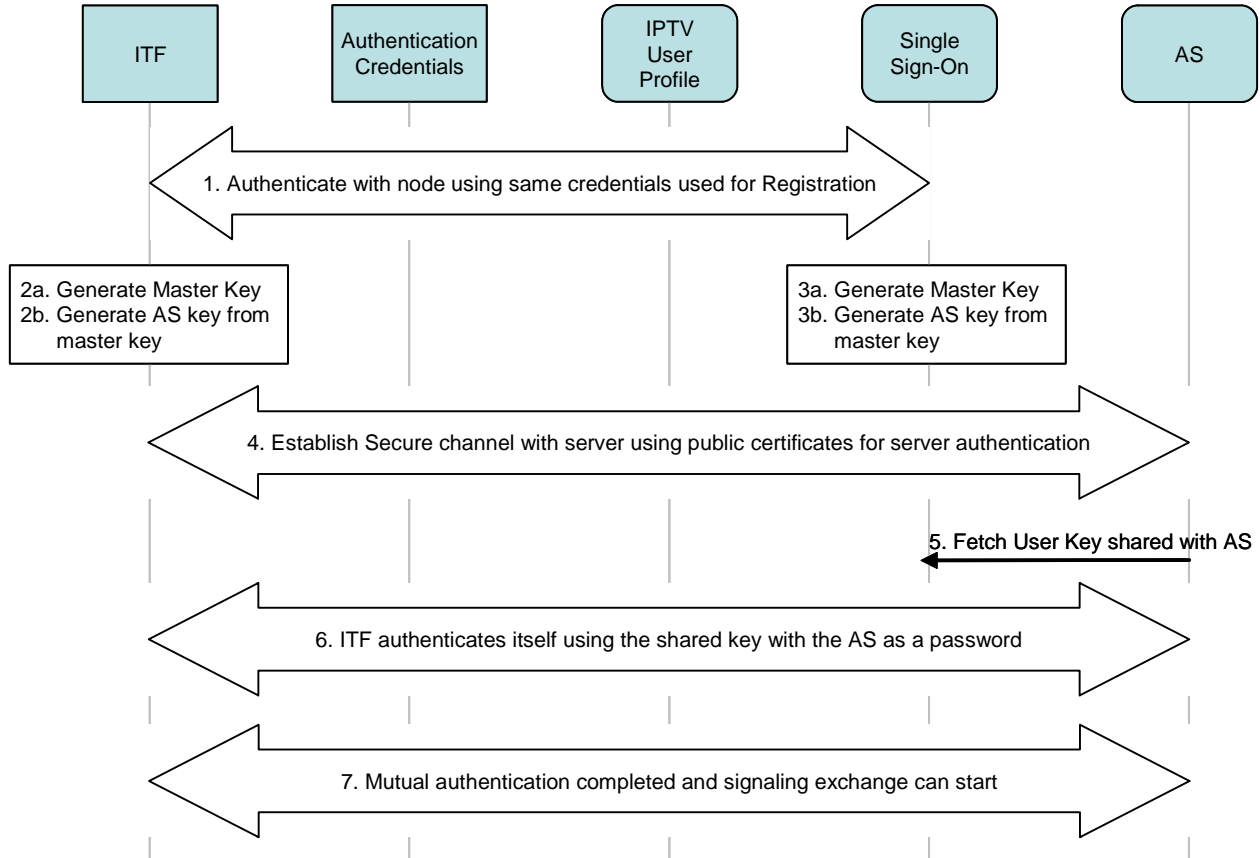 ITF
Authentication
Credentials
IPTV
User
Profile
Single
Sign-On
AS
1. Authenticate with node using same credentials used for Registration
2a. Generate Master Key
2b. Generate AS key from
master key
3a. Generate Master Key
3b. Generate AS key from
master key
4. Establish Secure channel with server using public certificates for server authentication
5. Fetch User Key shared with AS
6. ITF authenticates itself using the shared key with the AS as a password
7. Mutual authentication completed and signaling exchange can start